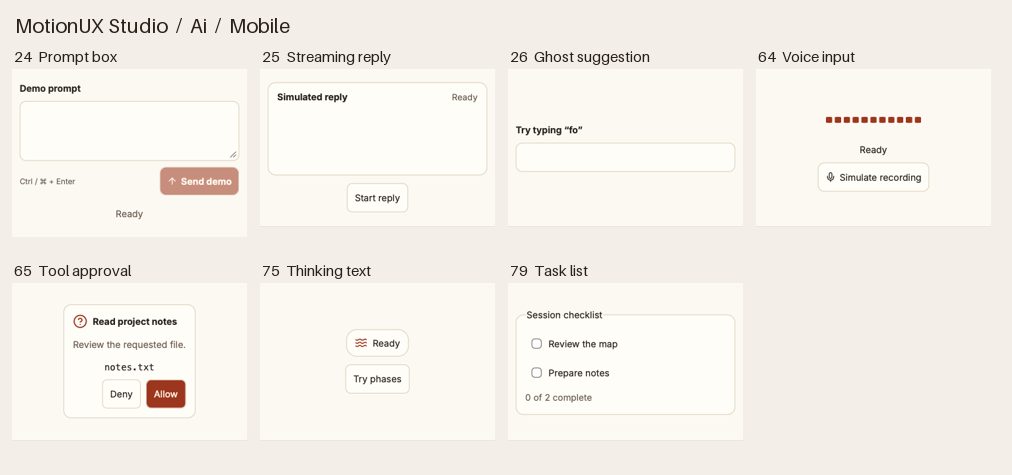 MotionUX Studio / Ai / Mobile
24 Prompt box
Demo prompt
Ctrl / ⌘ + Enter
↑ Send demo
Ready
25 Streaming reply
Simulated reply
Ready
Start reply
26 Ghost suggestion
Try typing “fo”
64 Voice input
Ready
Simulate recording
65 Tool approval
Read project notes
Review the requested file.
notes.txt
Deny
Allow
75 Thinking text
Ready
Try phases
79 Task list
Session checklist
Review the map
Prepare notes
0 of 2 complete